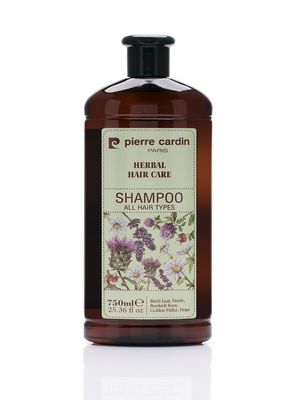 pierre cardin
PARIS
HERBAL
HAIR CARE
SHAMPOO
ALL HAIR TYPES
750ml ℮
25.36 fl oz
Birch Leaf, Nettle,
Burdock Root,
Golden Millet, Hops